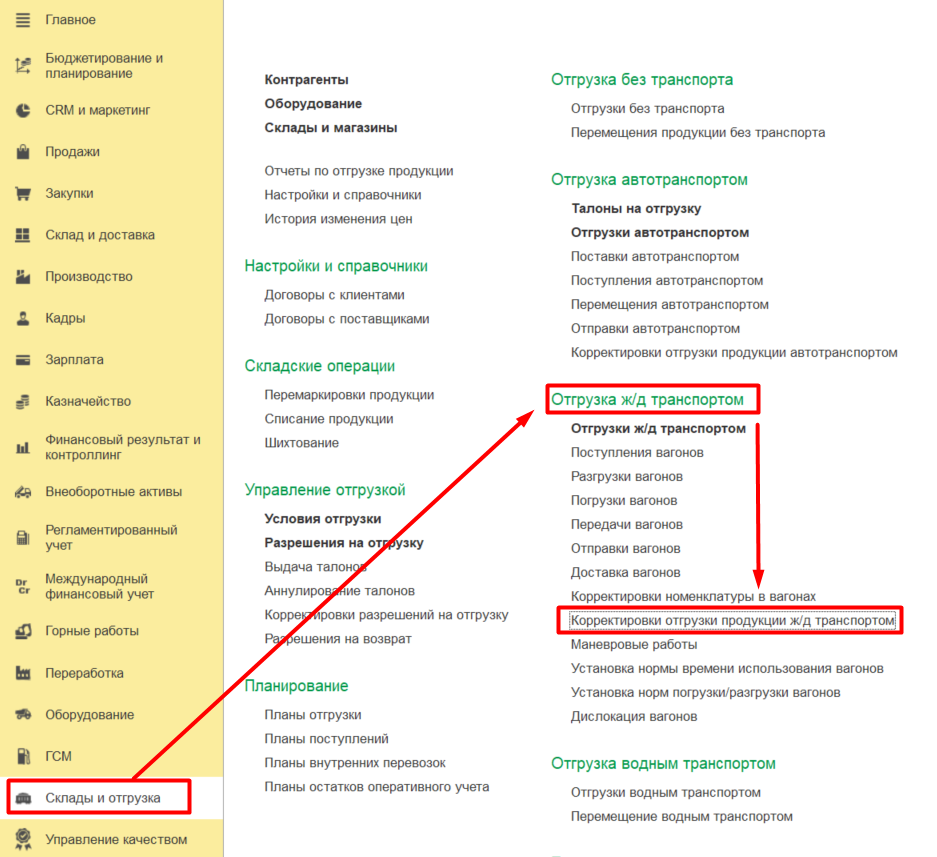 Главное
Бюджетирование и
планирование
CRM и маркетинг
Продажи
Закупки
Склад и доставка
Производство
Кадры
Зарплата
Казначейство
Финансовый результат и
контроллинг
Внеоборотные активы
Регламентированный
учет
Dr
Cr
Международный
финансовый учет
Горные работы
Переработка
Оборудование
ГСМ
Склады и отгрузка
Управление качеством
Контрагенты
Оборудование
Склады и магазины
Отчеты по отгрузке продукции
Настройки и справочники
История изменения цен
Настройки и справочники
Договоры с клиентами
Договоры с поставщиками
Складские операции
Перемаркировки продукции
Списание продукции
Шихтование
Управление отгрузкой
Условия отгрузки
Разрешения на отгрузку
Выдача талонов
Аннулирование талонов
Корректировки разрешений на отгрузку
Разрешения на возврат
Планирование
Планы отгрузки
Планы поступлений
Планы внутренних перевозок
Планы остатков оперативного учета
Отгрузка без транспорта
Отгрузки без транспорта
Перемещения продукции без транспорта
Отгрузка автотранспортом
Талоны на отгрузку
Отгрузки автотранспортом
Поставки автотранспортом
Поступления автотранспортом
Перемещения автотранспортом
Отправки автотранспортом
Корректировки отгрузки продукции автотранспортом
Отгрузка ж/д транспортом
Отгрузки ж/д транспортом
Поступления вагонов
Разгрузки вагонов
Погрузки вагонов
Передачи вагонов
Отправки вагонов
Доставка вагонов
Корректировки номенклатуры в вагонах
Корректировки отгрузки продукции ж/д транспортом
Маневровые работы
Установка нормы времени использования вагонов
Установка норм погрузки/разгрузки вагонов
Дислокация вагонов
Отгрузка водным транспортом
Отгрузки водным транспортом
Перемещение водным транспортом